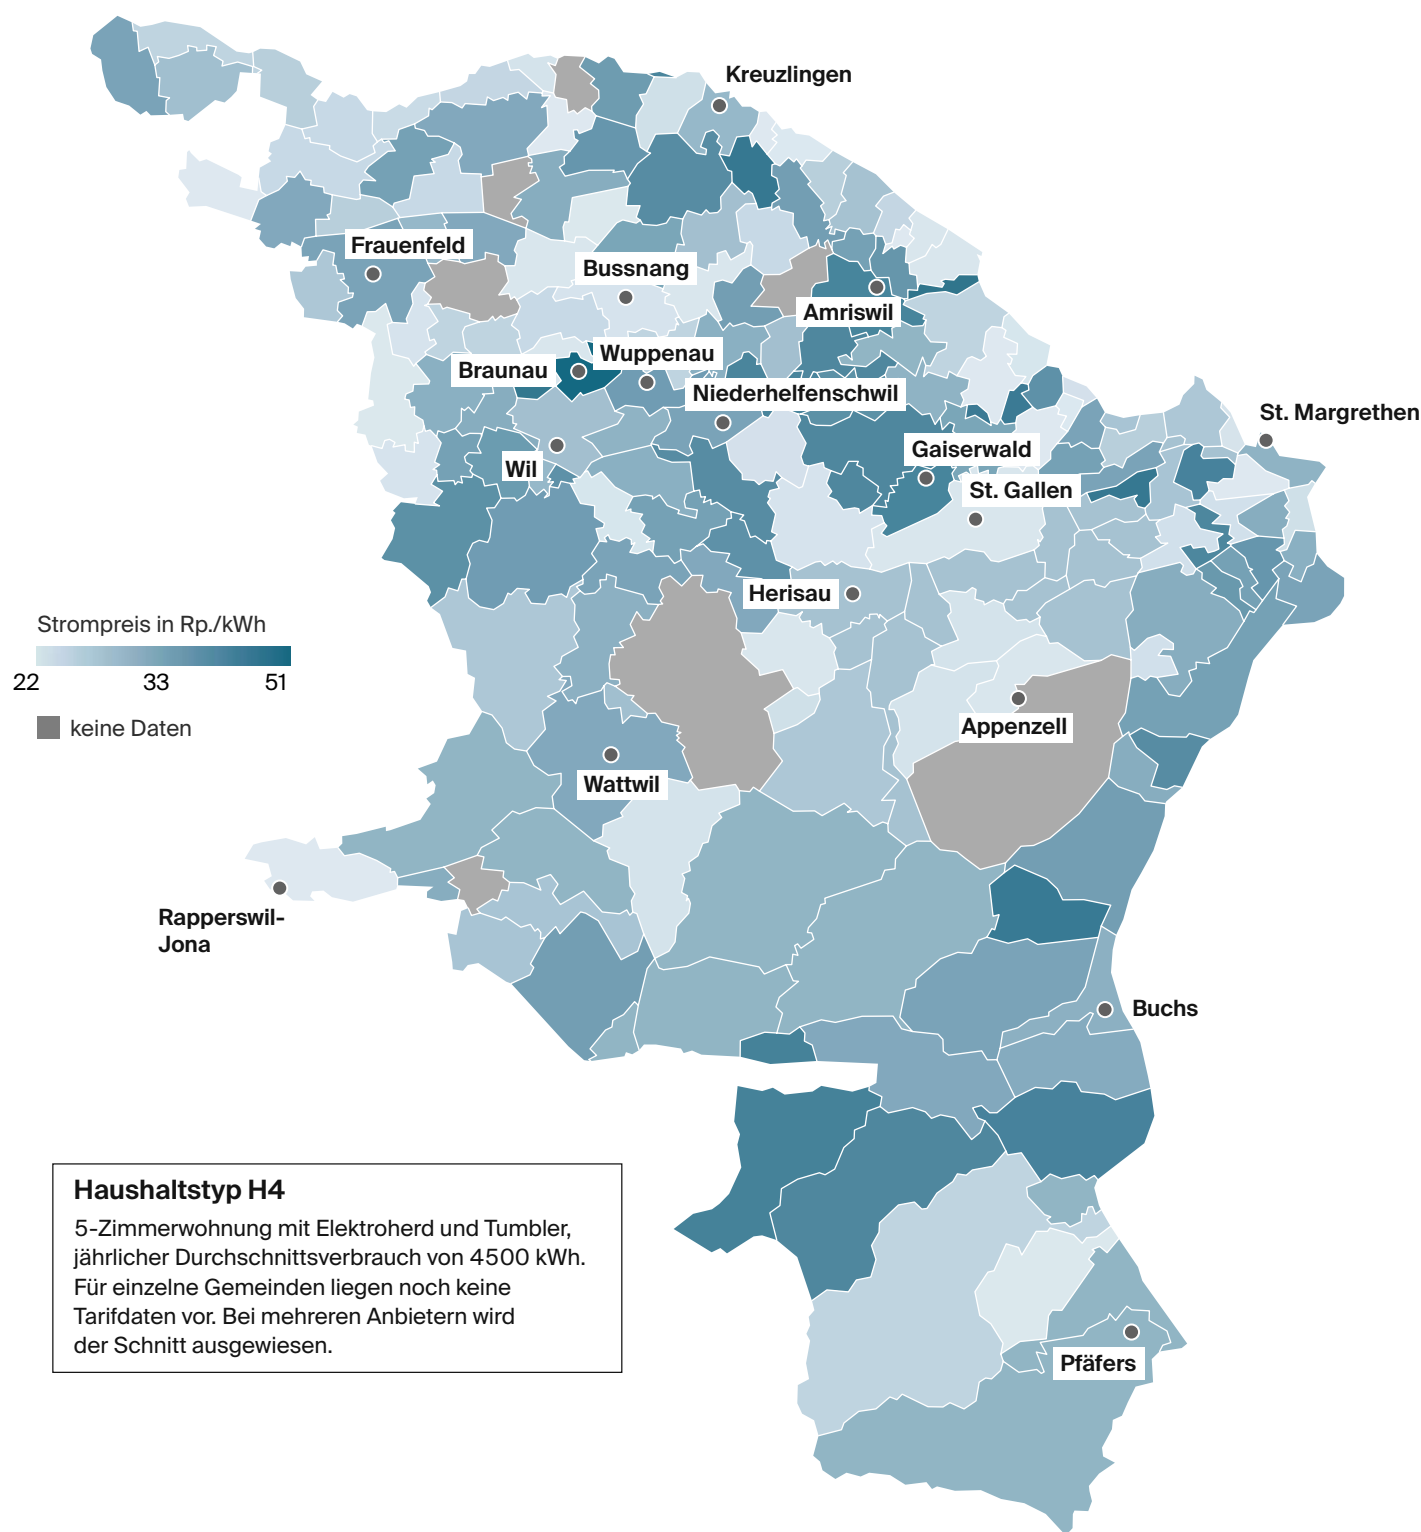 Kreuzlingen
Frauenfeld
Bussnang
Amriswil
Wuppenau
Braunau
Niederhelfenschwil
St. Margrethen
Gaiserwald
Wil
St. Gallen
Herisau
Strompreis in Rp./kWh
22 33 51
keine Daten
Appenzell
Wattwil
Rapperswil-
Jona
Buchs
Haushaltstyp H4
5-Zimmerwohnung mit Elektroherd und Tumbler,
jährlicher Durchschnittsverbrauch von 4500 kWh.
Für einzelne Gemeinden liegen noch keine
Tarifdaten vor. Bei mehreren Anbietern wird
der Schnitt ausgewiesen.
Pfäfers